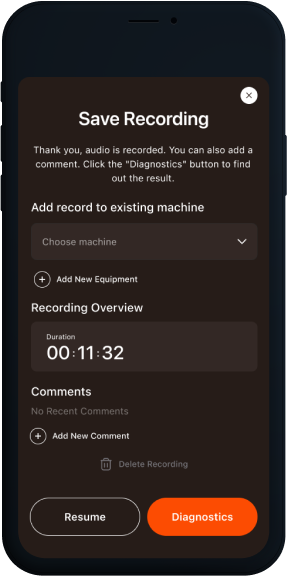 Save Recording
Thank you, audio is recorded. You can also add a
comment. Click the "Diagnostics" button to find
out the result.
Add record to existing machine
Choose machine
Add New Equipment
Recording Overview
Duration
00:11:32
Comments
No Recent Comments
Add New Comment
Delete Recording
Resume
Diagnostics